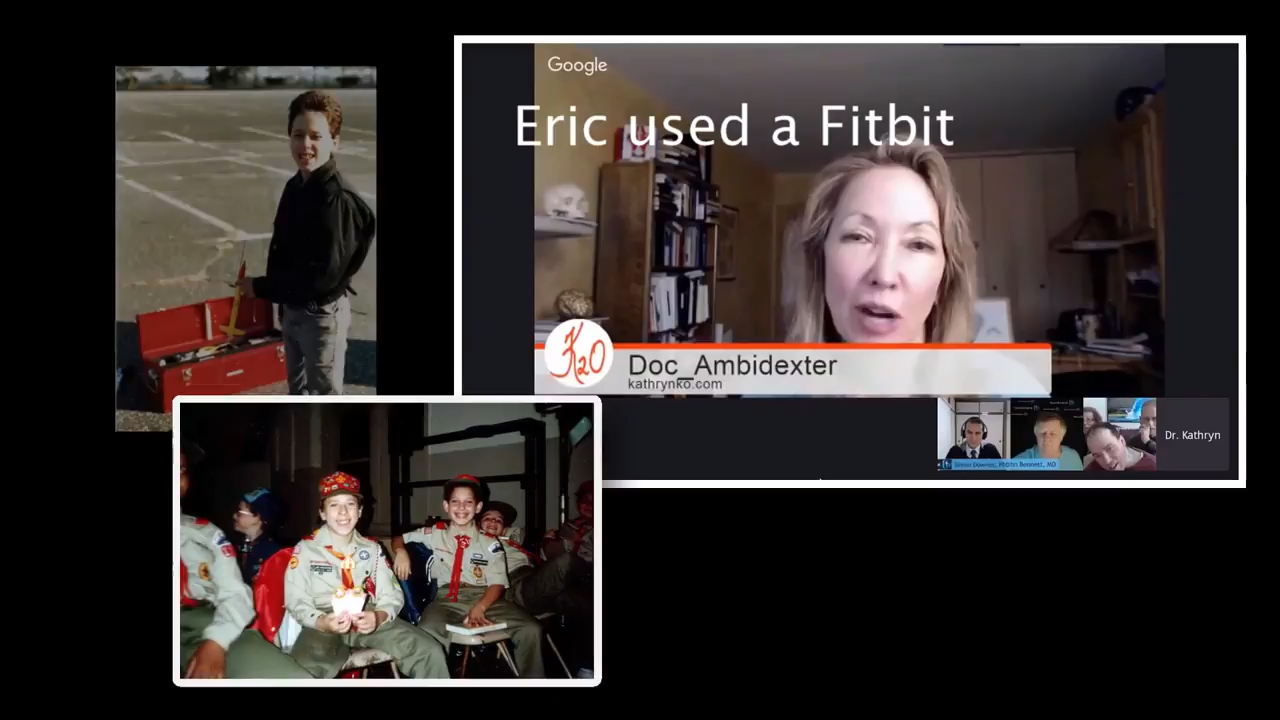 Google
Eric used a Fitbit
K2O
Doc_Ambidexter
kathrynko.com
Dr. Kathryn